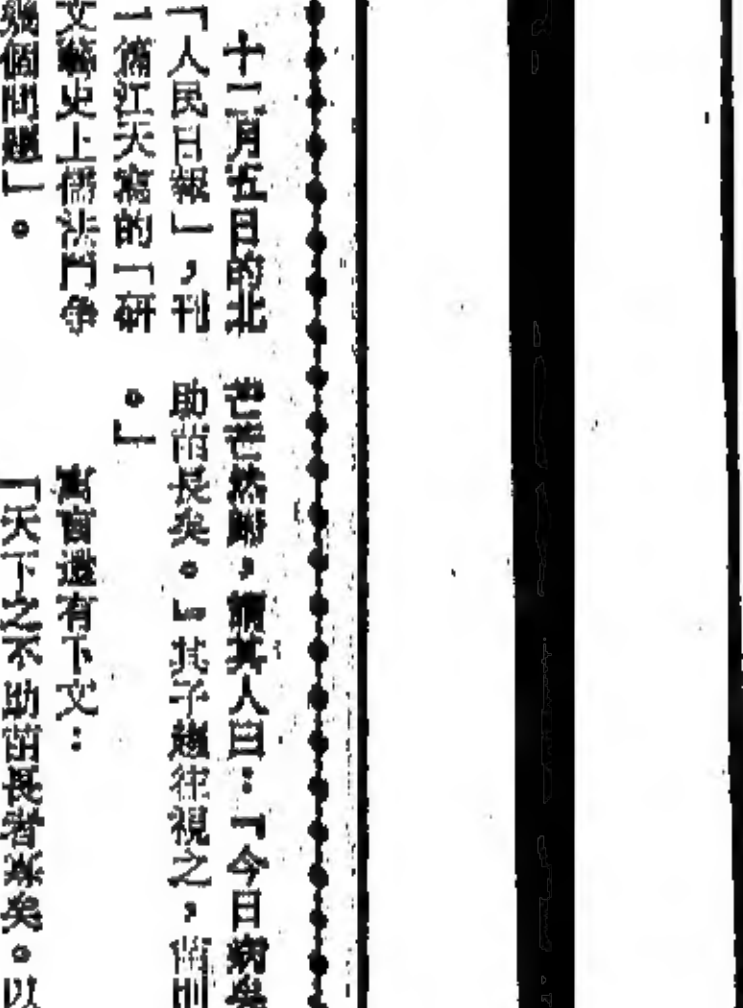 十二月五日的北
「人民日報」，刊
一篇江天寫的「研
文藝史上儒法鬥爭
幾個問題」。
芒芒然歸，謂其人曰：「今日病矣
助苗長矣。」其子趨往視之，苗則
。」
寓言還有下文：
「天下之不助苗長者寡矣。以